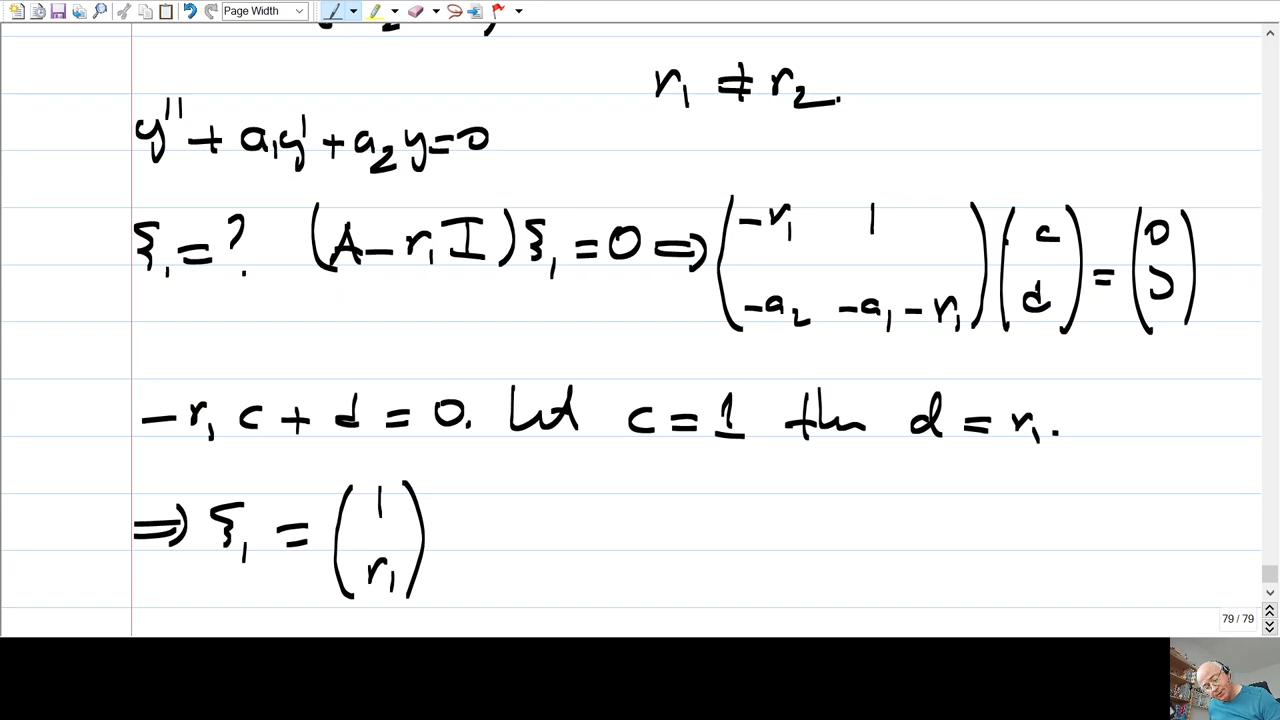 Page Width
r₁ ≠ r₂.
y'' + a₁y' + a₂y = 0
ξ₁ = ? (A - r₁I)ξ₁ = 0 ⇒ ( -r₁ 1 ; -a₂ -a₁ - r₁ ) ( c ; d ) = ( 0 ; 0 )
-r₁ c + d = 0. Let c = 1 then d = r₁.
⇒ ξ₁ = ( 1 ; r₁ )
79 / 79